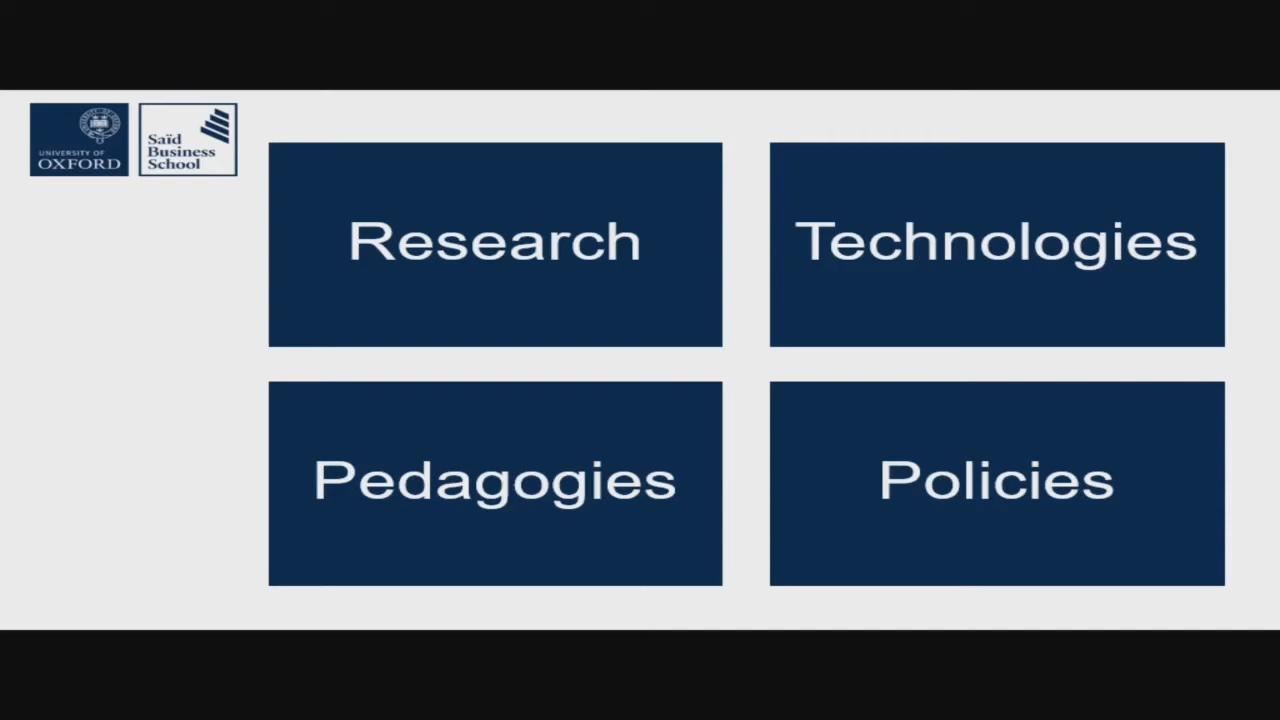 UNIVERSITY OF
OXFORD
Saïd
Business
School
Research
Technologies
Pedagogies
Policies